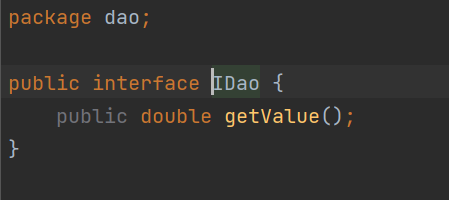 package dao;
public interface IDao {
public double getValue();
}